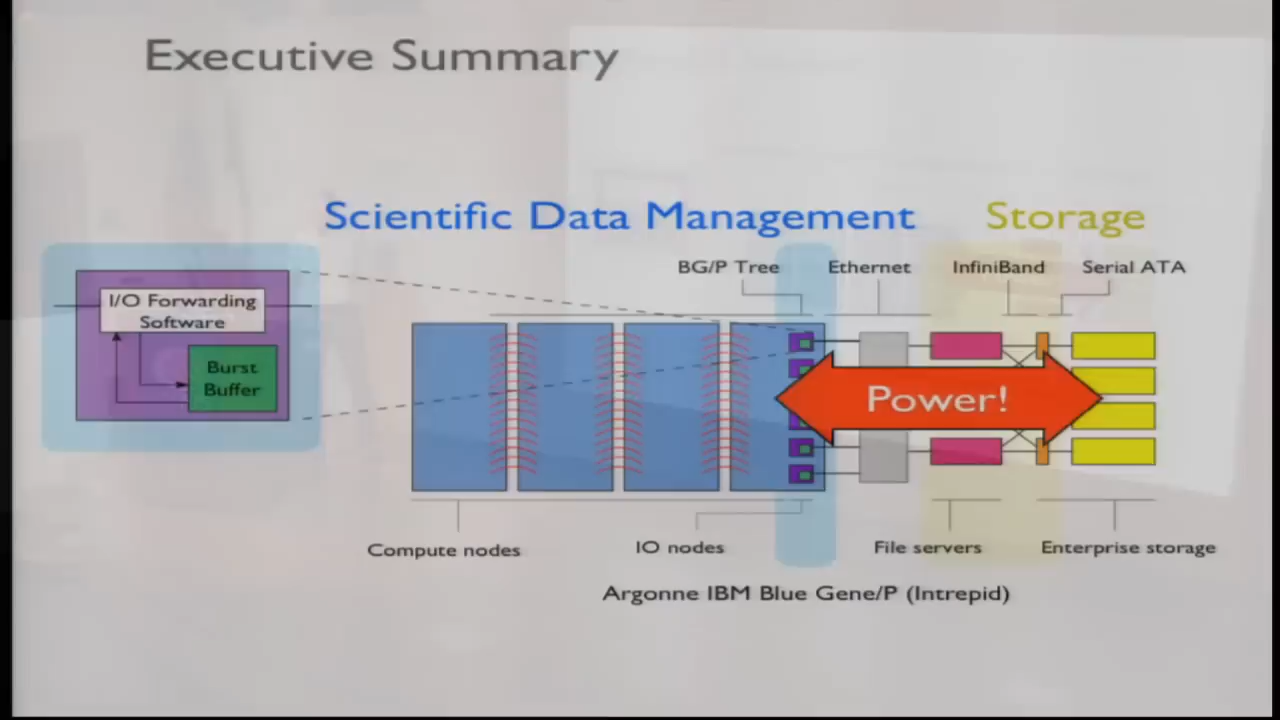 Executive Summary
Scientific Data Management
Storage
BG/P Tree
Ethernet
InfiniBand
Serial ATA
I/O Forwarding
Software
Burst
Buffer
Power!
Compute nodes
IO nodes
File servers
Enterprise storage
Argonne IBM Blue Gene/P (Intrepid)